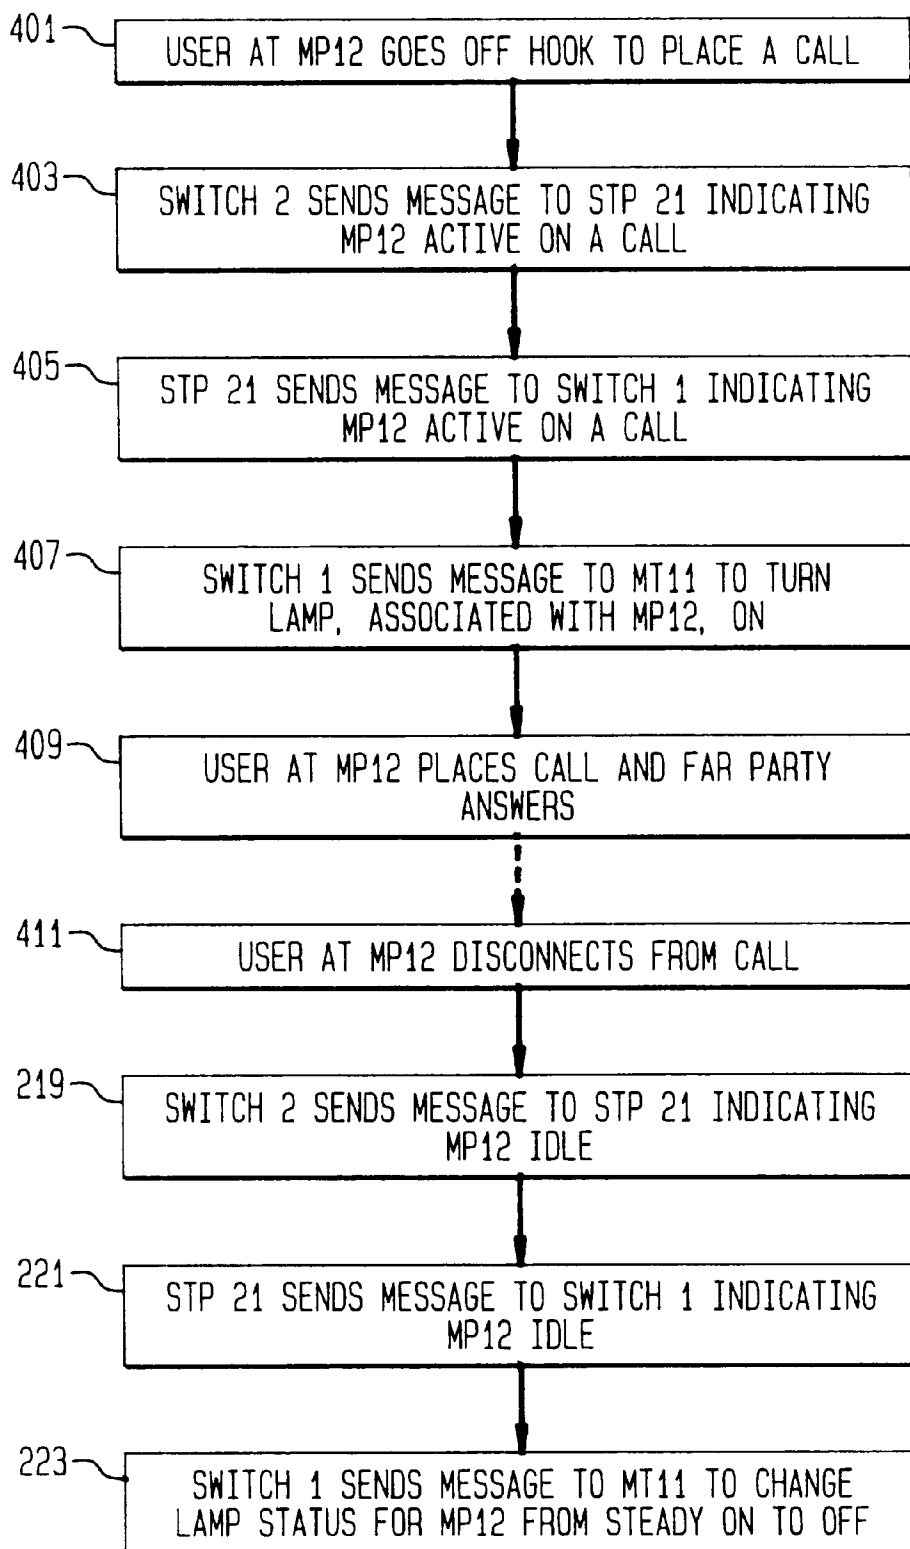 401
USER AT MP12 GOES OFF HOOK TO PLACE A CALL
403
SWITCH 2 SENDS MESSAGE TO STP 21 INDICATING
MP12 ACTIVE ON A CALL
405
STP 21 SENDS MESSAGE TO SWITCH 1 INDICATING
MP12 ACTIVE ON A CALL
407
SWITCH 1 SENDS MESSAGE TO MT11 TO TURN
LAMP, ASSOCIATED WITH MP12, ON
409
USER AT MP12 PLACES CALL AND FAR PARTY
ANSWERS
411
USER AT MP12 DISCONNECTS FROM CALL
219
SWITCH 2 SENDS MESSAGE TO STP 21 INDICATING
MP12 IDLE
221
STP 21 SENDS MESSAGE TO SWITCH 1 INDICATING
MP12 IDLE
223
SWITCH 1 SENDS MESSAGE TO MT11 TO CHANGE
LAMP STATUS FOR MP12 FROM STEADY ON TO OFF